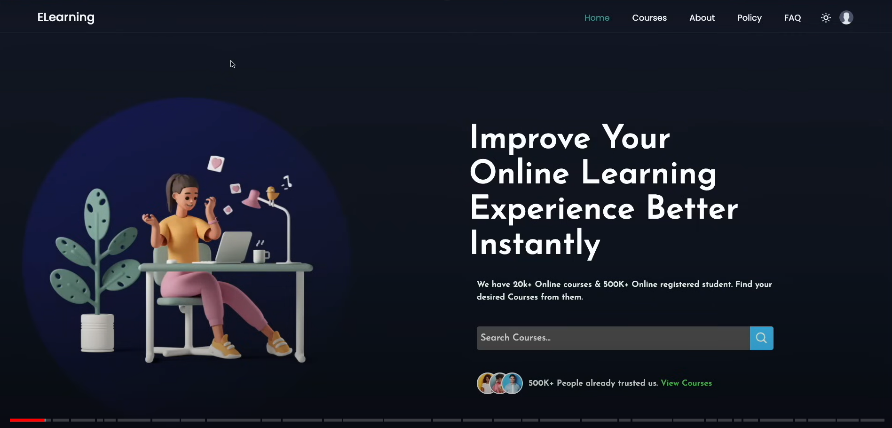 ELearning
Home Courses About Policy FAQ
Improve Your
Online Learning
Experience Better
Instantly
We have 20k+ Online courses & 500K+ Online registered student. Find your
desired Courses from them.
Search Courses...
500K+ People already trusted us. View Courses